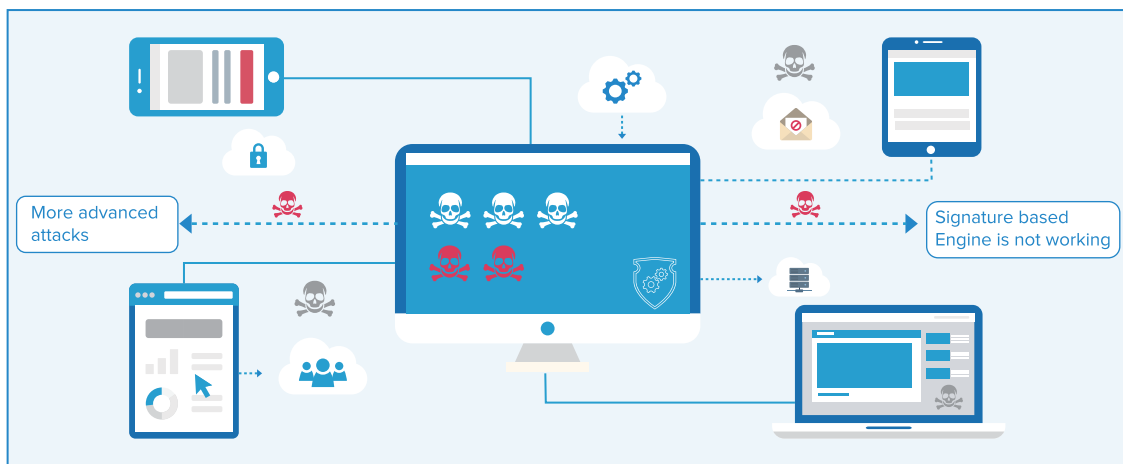 More advanced
attacks
Signature based
Engine is not working